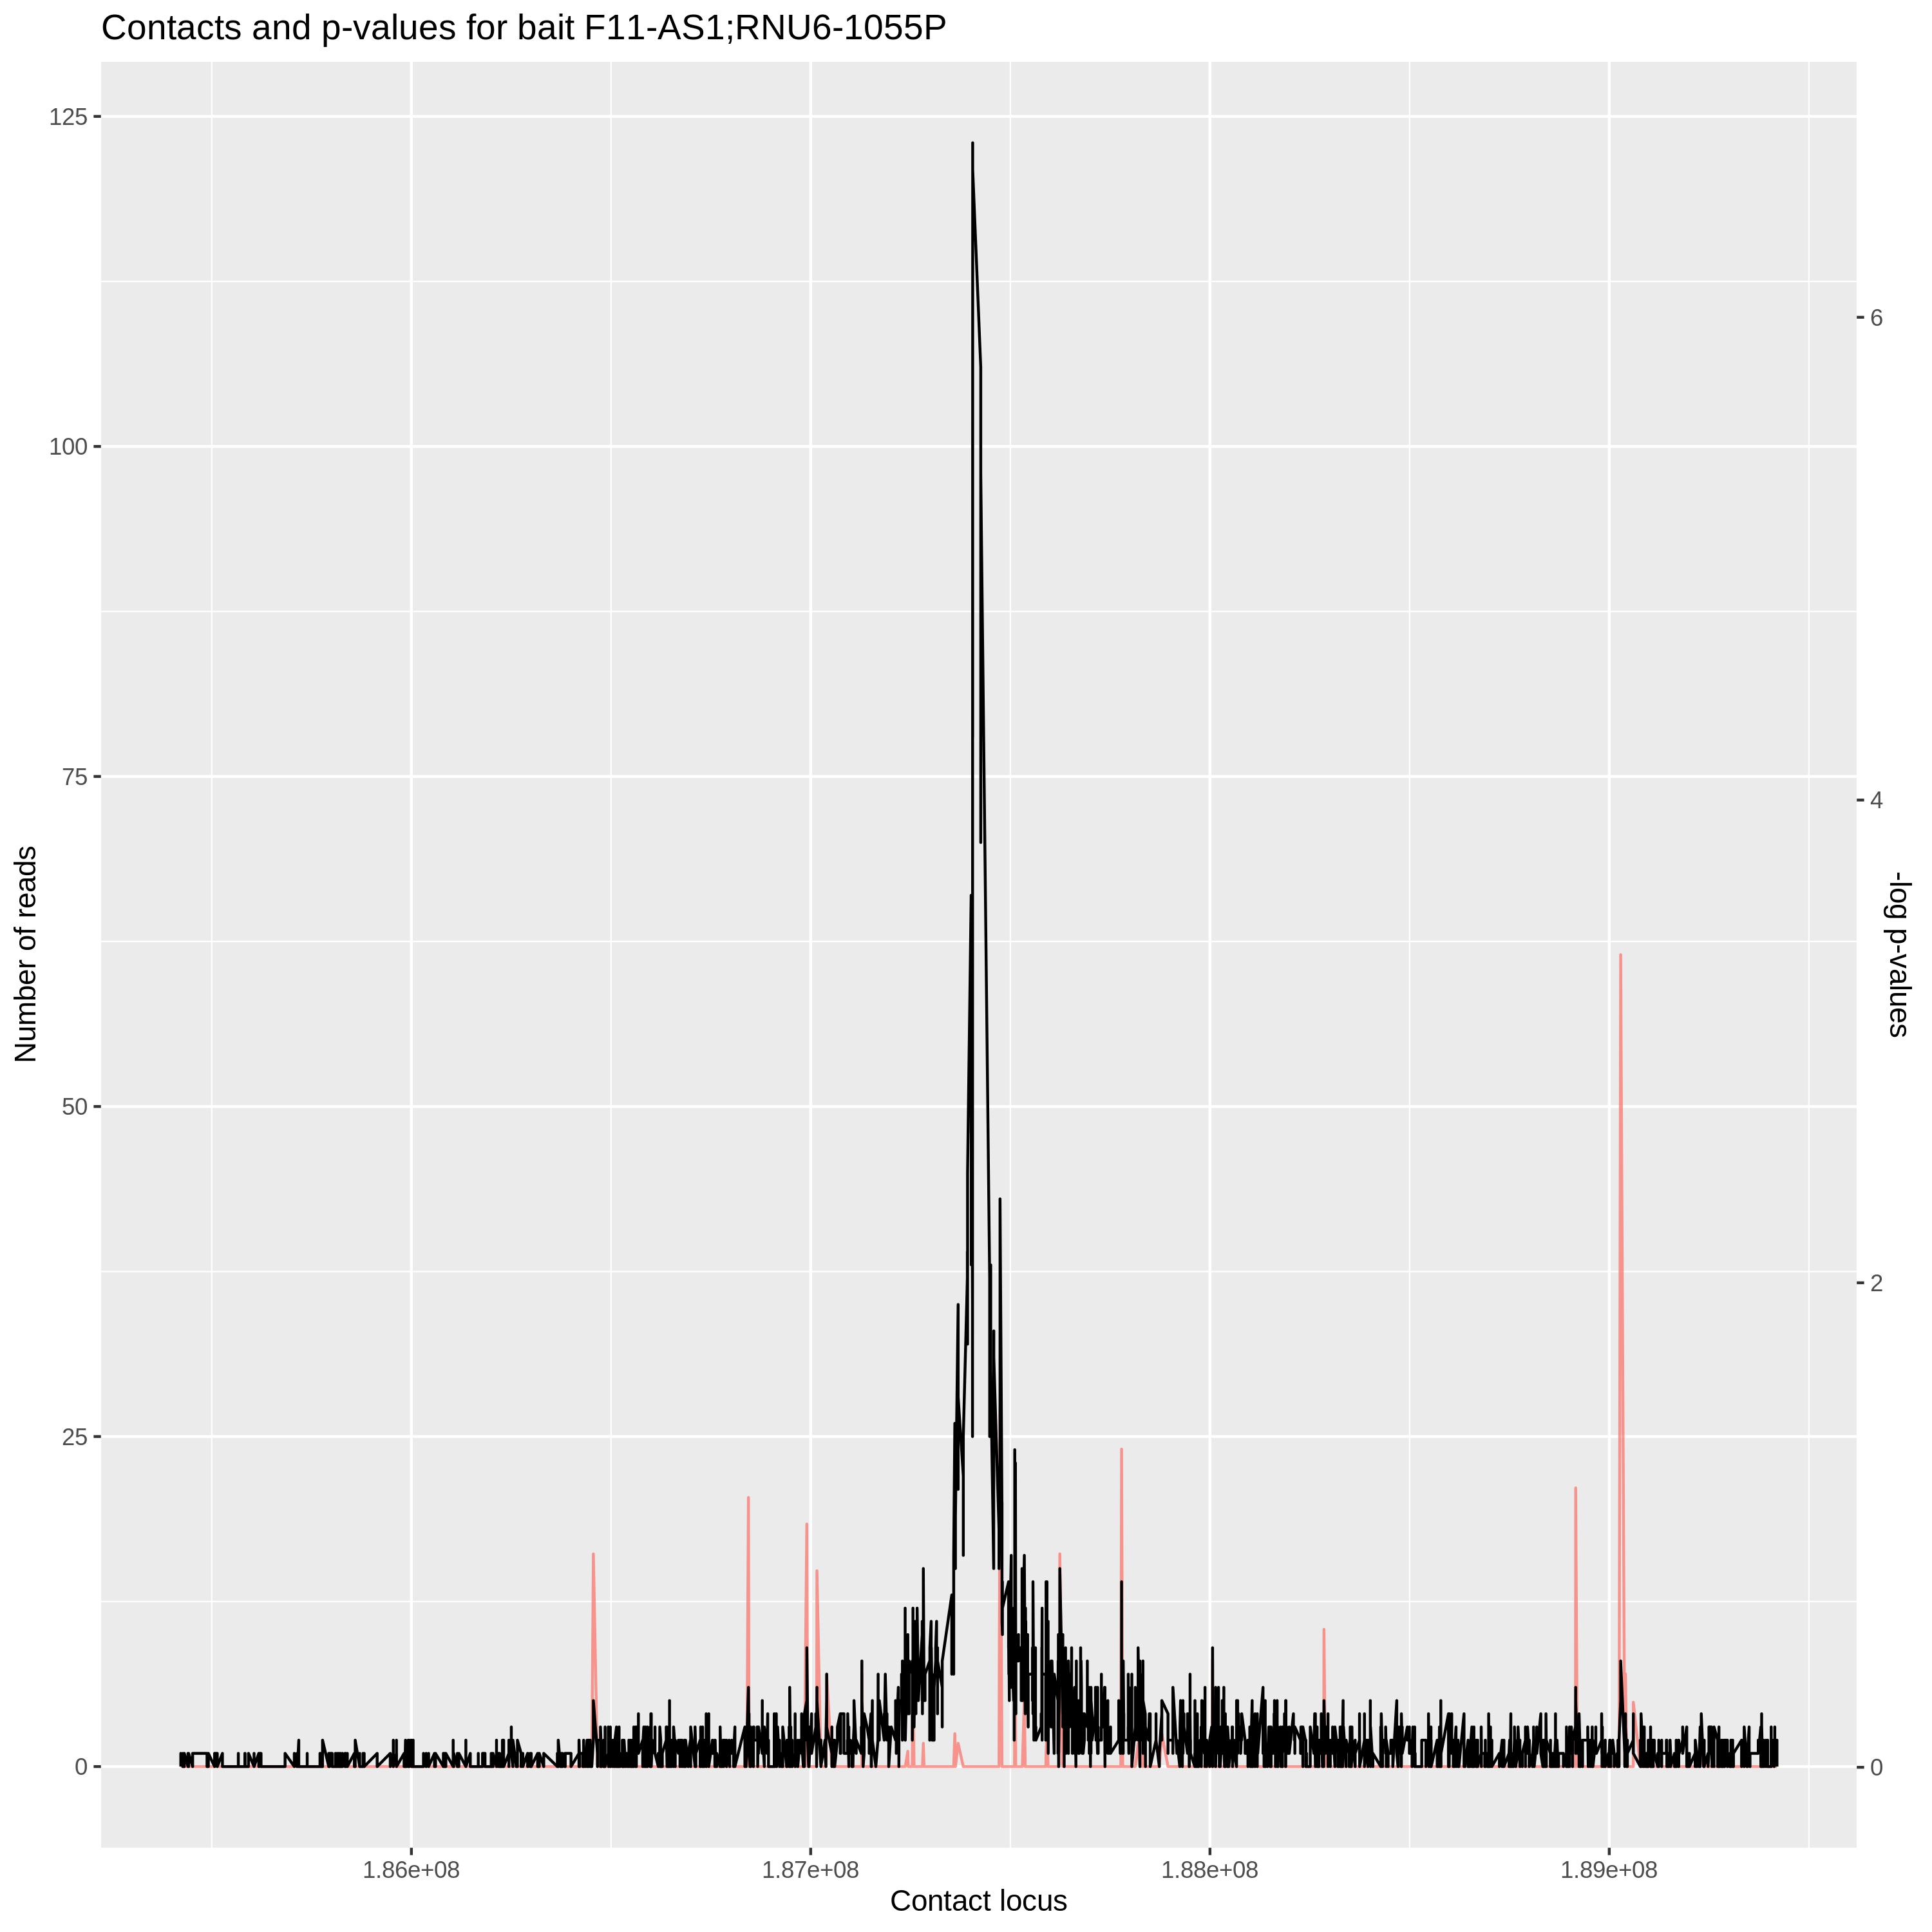 Contacts and p-values for bait F11-AS1;RNU6-1055P
125
100
75
50
25
0
Number of reads
6
4
2
0
-log p-values
1.86e+08
1.87e+08
1.88e+08
1.89e+08
Contact locus